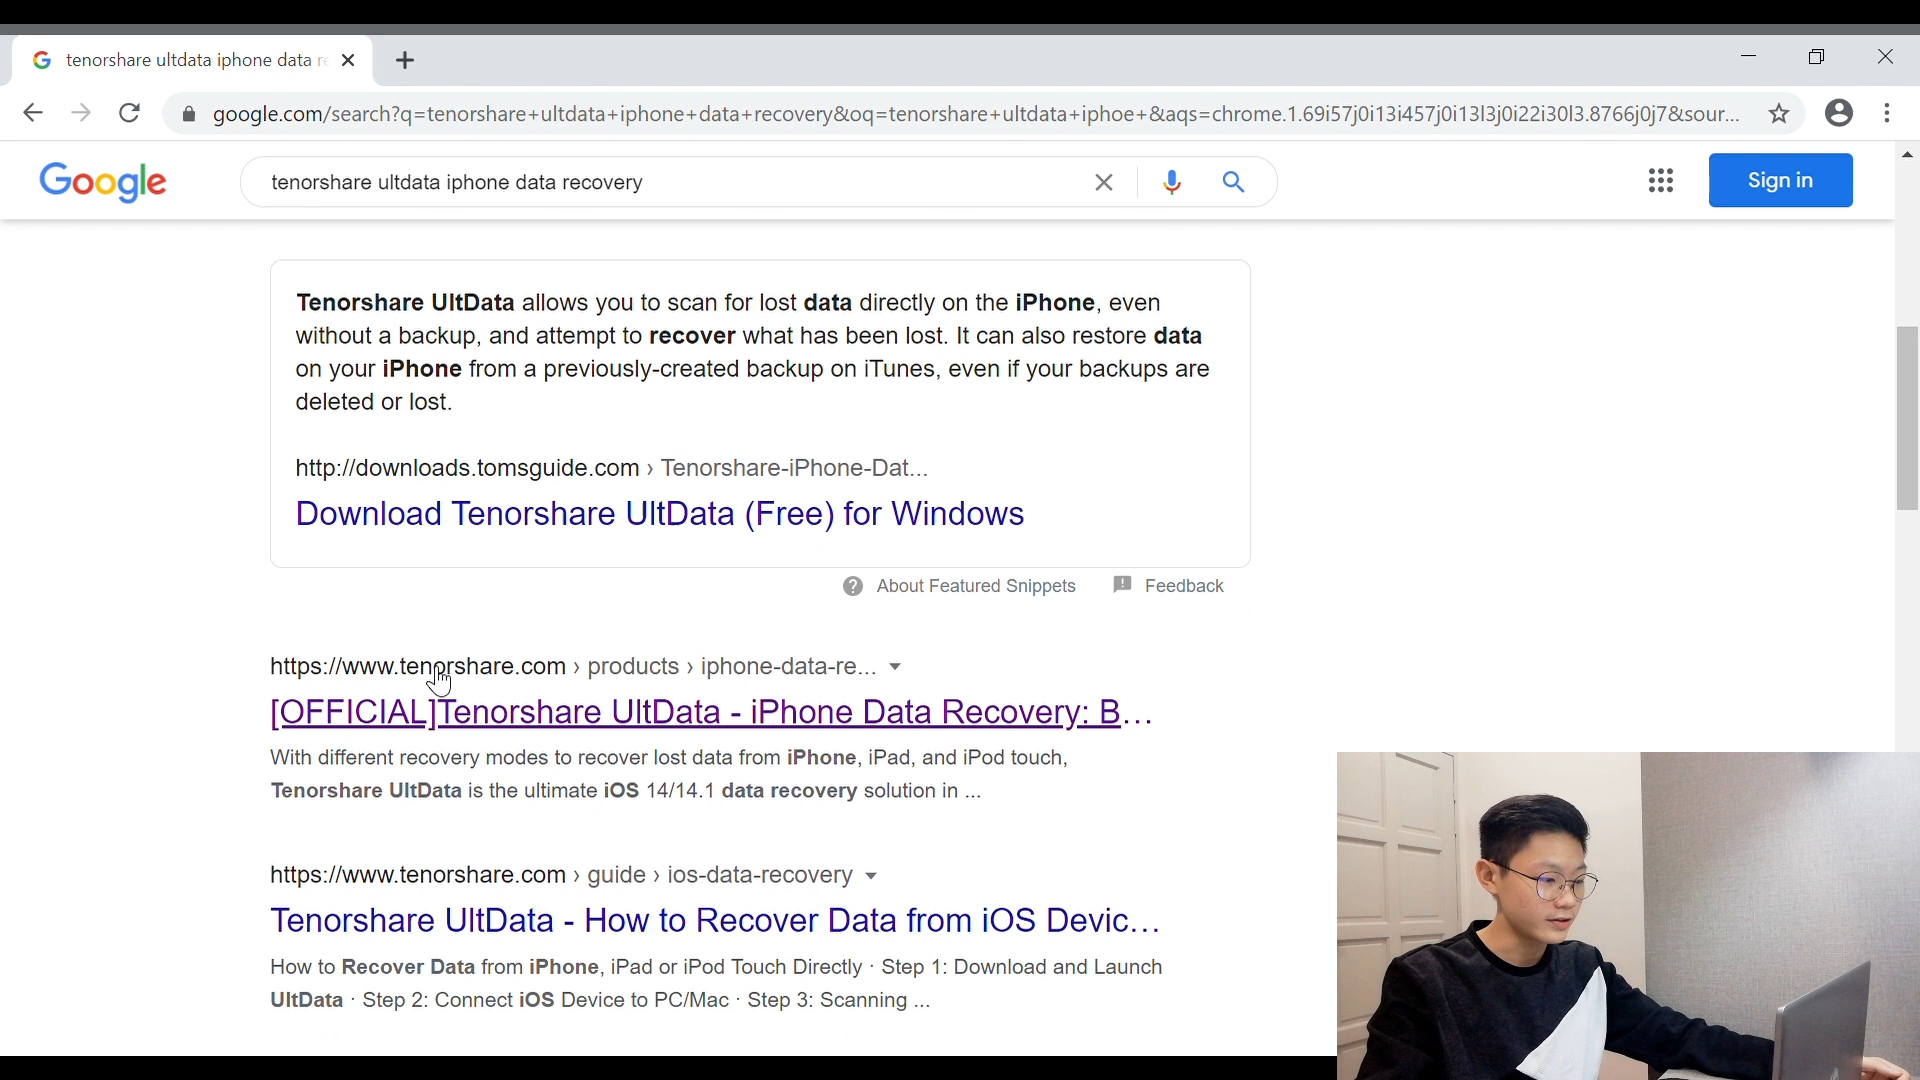 tenorshare ultdata iphone data re
google.com/search?q=tenorshare+ultdata+iphone+data+recovery&oq=tenorshare+ultdata+iphoe+&aqs=chrome.1.69i57j0i13i457j0i13l3j0i22i30l3.8766j0j7&sour...
Google
tenorshare ultdata iphone data recovery
Sign in
Tenorshare UltData allows you to scan for lost data directly on the iPhone, even
without a backup, and attempt to recover what has been lost. It can also restore data
on your iPhone from a previously-created backup on iTunes, even if your backups are
deleted or lost.
http://downloads.tomsguide.com › Tenorshare-iPhone-Dat...
Download Tenorshare UltData (Free) for Windows
About Featured Snippets
Feedback
https://www.tenorshare.com › products › iphone-data-re...
[OFFICIAL]Tenorshare UltData - iPhone Data Recovery: B...
With different recovery modes to recover lost data from iPhone, iPad, and iPod touch,
Tenorshare UltData is the ultimate iOS 14/14.1 data recovery solution in ...
https://www.tenorshare.com › guide › ios-data-recovery
Tenorshare UltData - How to Recover Data from iOS Devic...
How to Recover Data from iPhone, iPad or iPod Touch Directly · Step 1: Download and Launch
UltData · Step 2: Connect iOS Device to PC/Mac · Step 3: Scanning ...